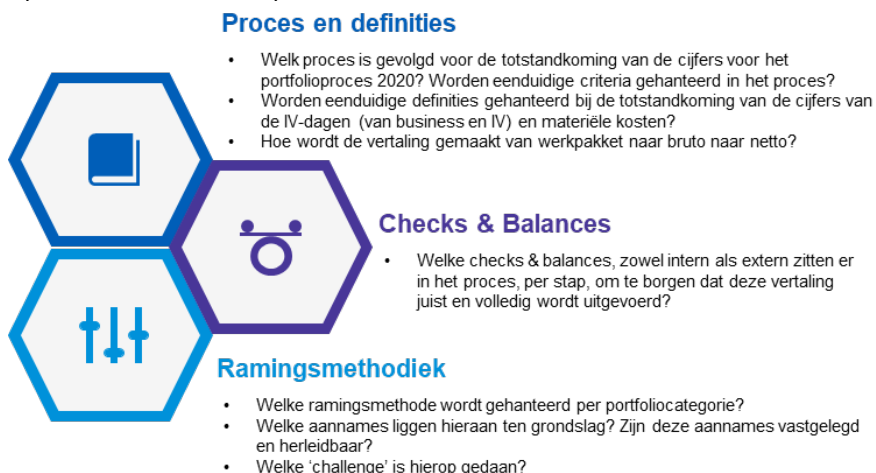 Proces en definities
• Welk proces is gevolgd voor de totstandkoming van de cijfers voor het
portfolioproces 2020? Worden eenduidige criteria gehanteerd in het proces?
• Worden eenduidige definities gehanteerd bij de totstandkoming van de cijfers van
de IV-dagen (van business en IV) en materiële kosten?
• Hoe wordt de vertaling gemaakt van werkpakket naar bruto naar netto?
Checks & Balances
• Welke checks & balances, zowel intern als extern zitten er
in het proces, per stap, om te borgen dat deze vertaling
juist en volledig wordt uitgevoerd?
Ramingsmethodiek
• Welke ramingsmethode wordt gehanteerd per portfoliocategorie?
• Welke aannames liggen hieraan ten grondslag? Zijn deze aannames vastgelegd
en herleidbaar?
• Welke ‘challenge’ is hierop gedaan?